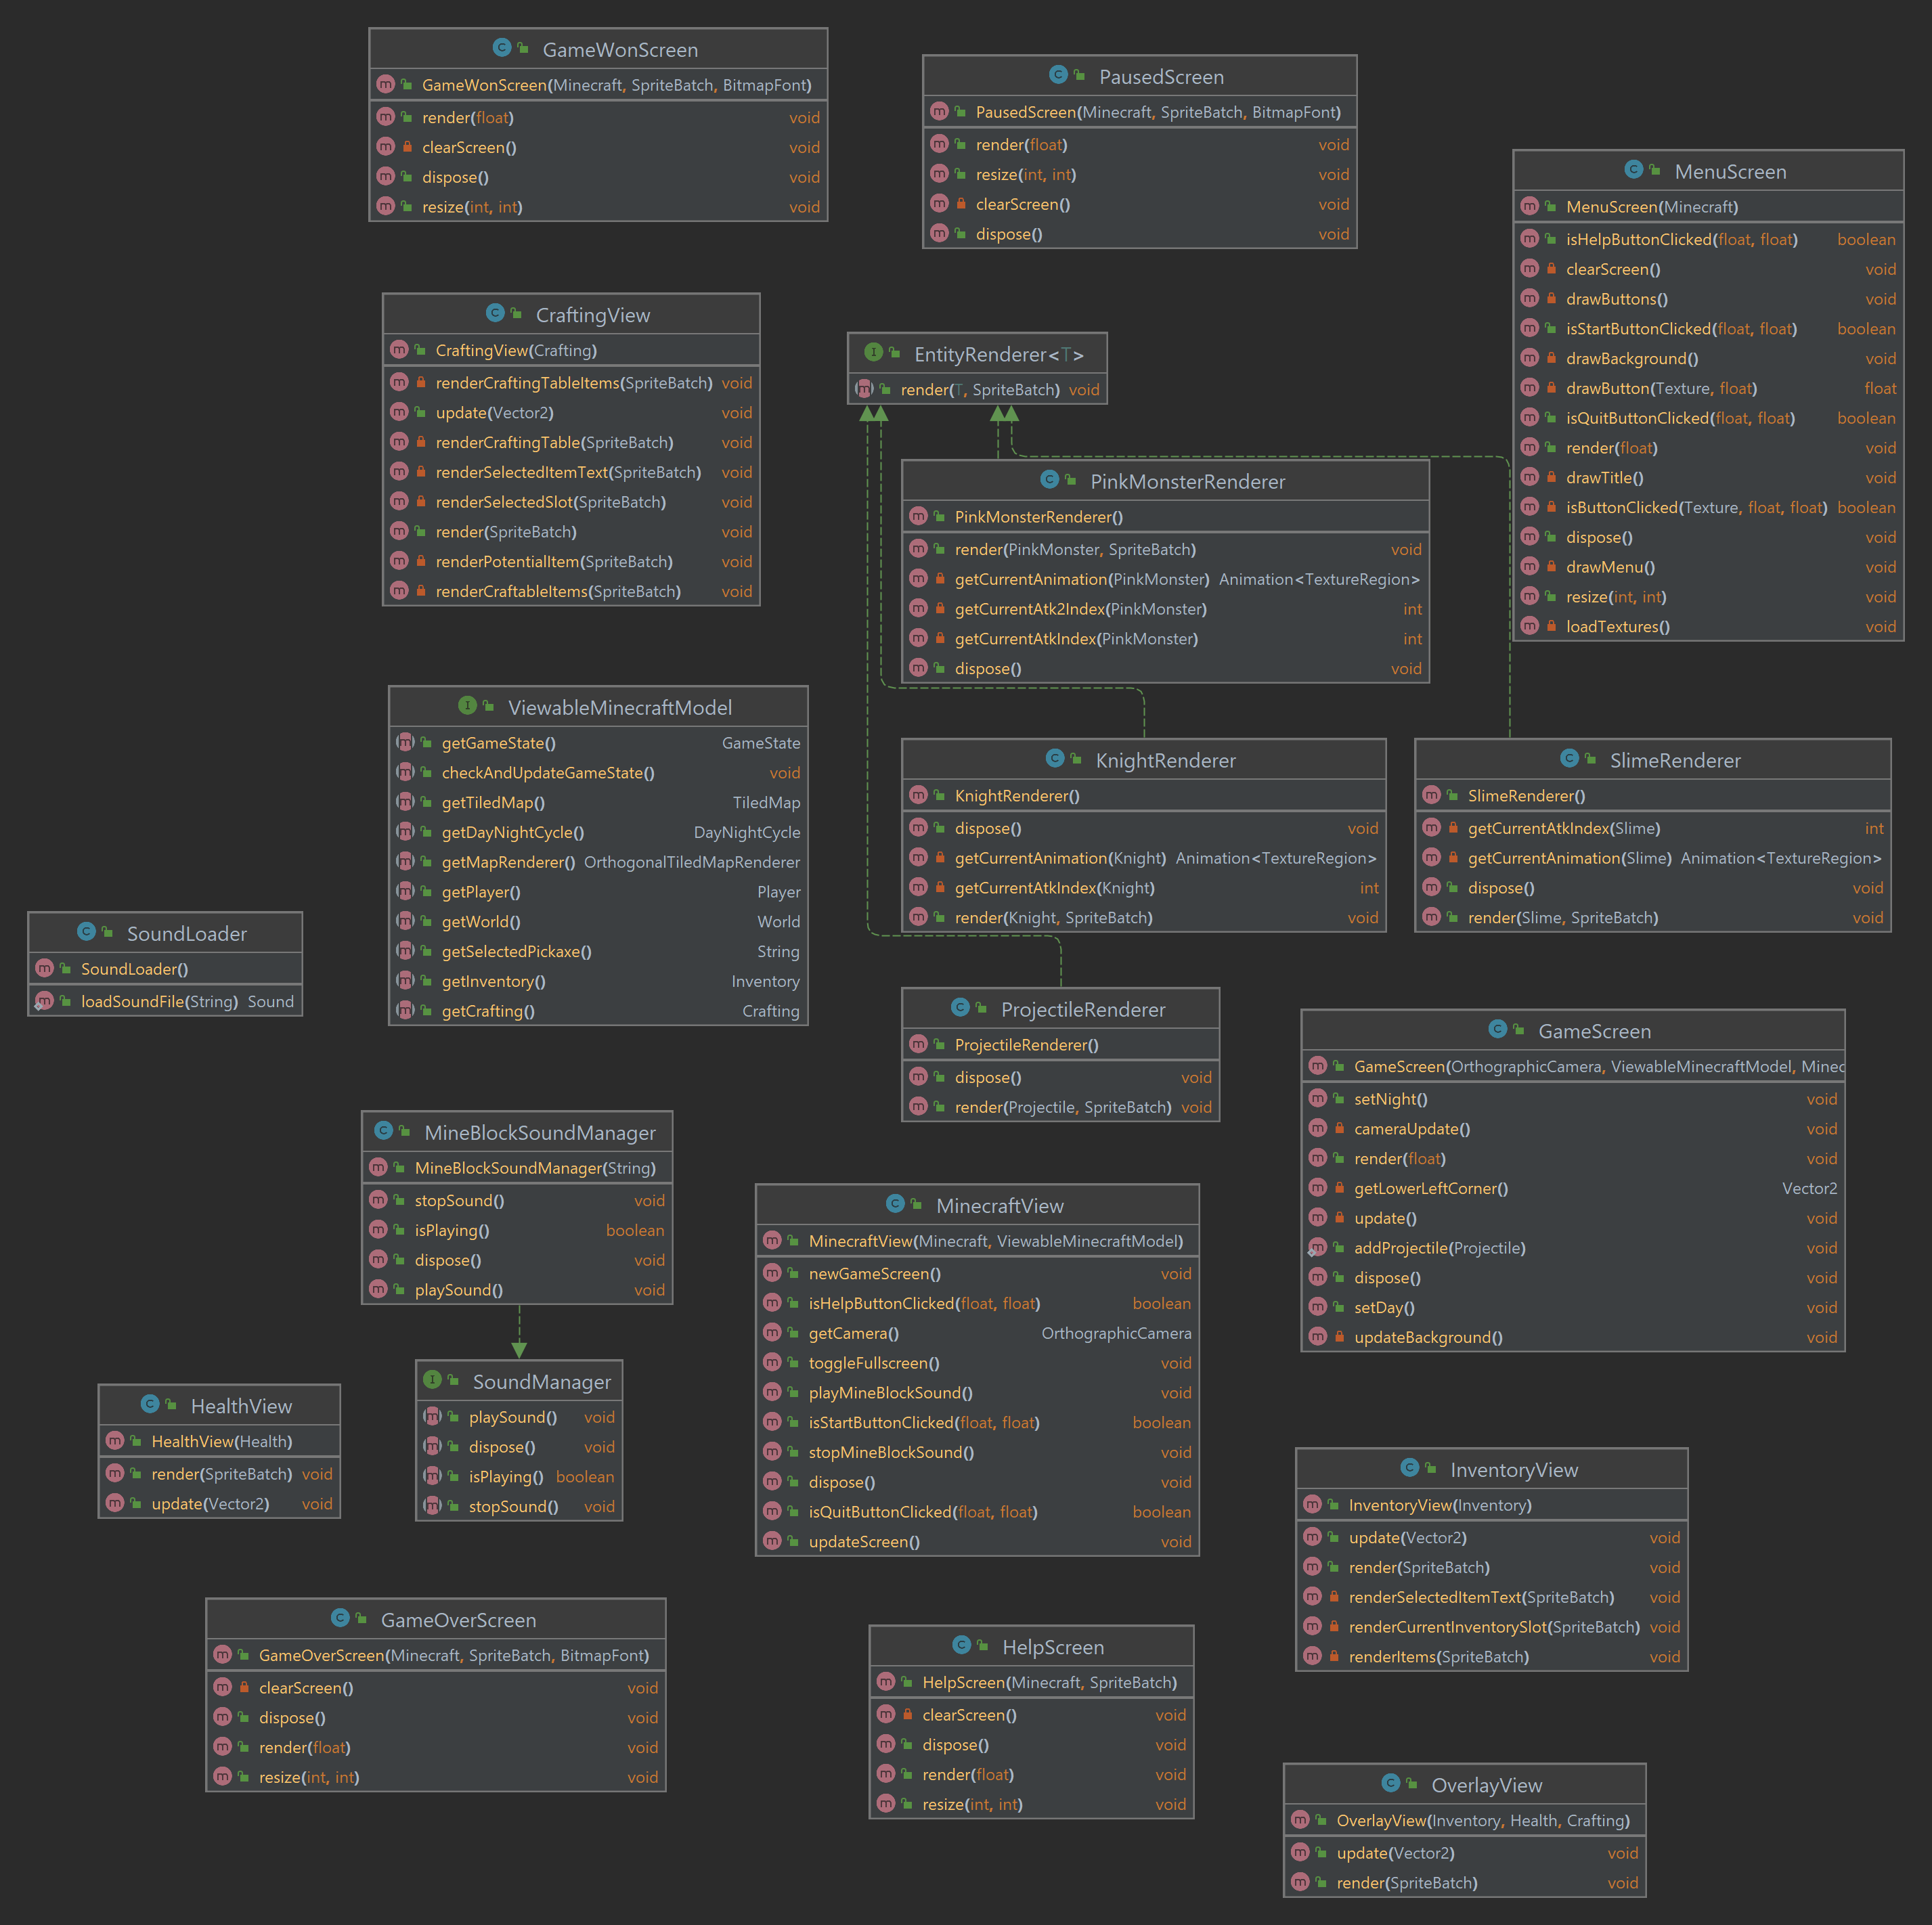 GameWonScreen
GameWonScreen(Minecraft, SpriteBatch, BitmapFont)
render(float) void
clearScreen() void
dispose() void
resize(int, int) void
PausedScreen
PausedScreen(Minecraft, SpriteBatch, BitmapFont)
render(float) void
resize(int, int) void
clearScreen() void
dispose() void
MenuScreen
MenuScreen(Minecraft)
isHelpButtonClicked(float, float) boolean
clearScreen() void
drawButtons() void
isStartButtonClicked(float, float) boolean
drawBackground() void
drawButton(Texture, float) float
isQuitButtonClicked(float, float) boolean
render(float) void
drawTitle() void
isButtonClicked(Texture, float, float) boolean
dispose() void
drawMenu() void
resize(int, int) void
loadTextures() void
CraftingView
CraftingView(Crafting)
renderCraftingTableItems(SpriteBatch) void
update(Vector2) void
renderCraftingTable(SpriteBatch) void
renderSelectedItemText(SpriteBatch) void
renderSelectedSlot(SpriteBatch) void
render(SpriteBatch) void
renderPotentialItem(SpriteBatch) void
renderCraftableItems(SpriteBatch) void
EntityRenderer<T>
render(T, SpriteBatch) void
PinkMonsterRenderer
PinkMonsterRenderer()
render(PinkMonster, SpriteBatch) void
getCurrentAnimation(PinkMonster) Animation<TextureRegion>
getCurrentAtk2Index(PinkMonster) int
getCurrentAtkIndex(PinkMonster) int
dispose() void
ViewableMinecraftModel
getGameState() GameState
checkAndUpdateGameState() void
getTiledMap() TiledMap
getDayNightCycle() DayNightCycle
getMapRenderer() OrthogonalTiledMapRenderer
getPlayer() Player
getWorld() World
getSelectedPickaxe() String
getInventory() Inventory
getCrafting() Crafting
KnightRenderer
KnightRenderer()
dispose() void
getCurrentAnimation(Knight) Animation<TextureRegion>
getCurrentAtkIndex(Knight) int
render(Knight, SpriteBatch) void
SlimeRenderer
SlimeRenderer()
getCurrentAtkIndex(Slime) int
getCurrentAnimation(Slime) Animation<TextureRegion>
dispose() void
render(Slime, SpriteBatch) void
SoundLoader
SoundLoader()
loadSoundFile(String) Sound
ProjectileRenderer
ProjectileRenderer()
dispose() void
render(Projectile, SpriteBatch) void
GameScreen
GameScreen(OrthographicCamera, ViewableMinecraftModel, Minec
setNight() void
cameraUpdate() void
render(float) void
getLowerLeftCorner() Vector2
update() void
addProjectile(Projectile) void
dispose() void
setDay() void
updateBackground() void
MineBlockSoundManager
MineBlockSoundManager(String)
stopSound() void
isPlaying() boolean
dispose() void
playSound() void
MinecraftView
MinecraftView(Minecraft, ViewableMinecraftModel)
newGameScreen() void
isHelpButtonClicked(float, float) boolean
getCamera() OrthographicCamera
toggleFullscreen() void
playMineBlockSound() void
isStartButtonClicked(float, float) boolean
stopMineBlockSound() void
dispose() void
isQuitButtonClicked(float, float) boolean
updateScreen() void
SoundManager
playSound() void
dispose() void
isPlaying() boolean
stopSound() void
HealthView
HealthView(Health)
render(SpriteBatch) void
update(Vector2) void
InventoryView
InventoryView(Inventory)
update(Vector2) void
render(SpriteBatch) void
renderSelectedItemText(SpriteBatch) void
renderCurrentInventorySlot(SpriteBatch) void
renderItems(SpriteBatch) void
GameOverScreen
GameOverScreen(Minecraft, SpriteBatch, BitmapFont)
clearScreen() void
dispose() void
render(float) void
resize(int, int) void
HelpScreen
HelpScreen(Minecraft, SpriteBatch)
clearScreen() void
dispose() void
render(float) void
resize(int, int) void
OverlayView
OverlayView(Inventory, Health, Crafting)
update(Vector2) void
render(SpriteBatch) void